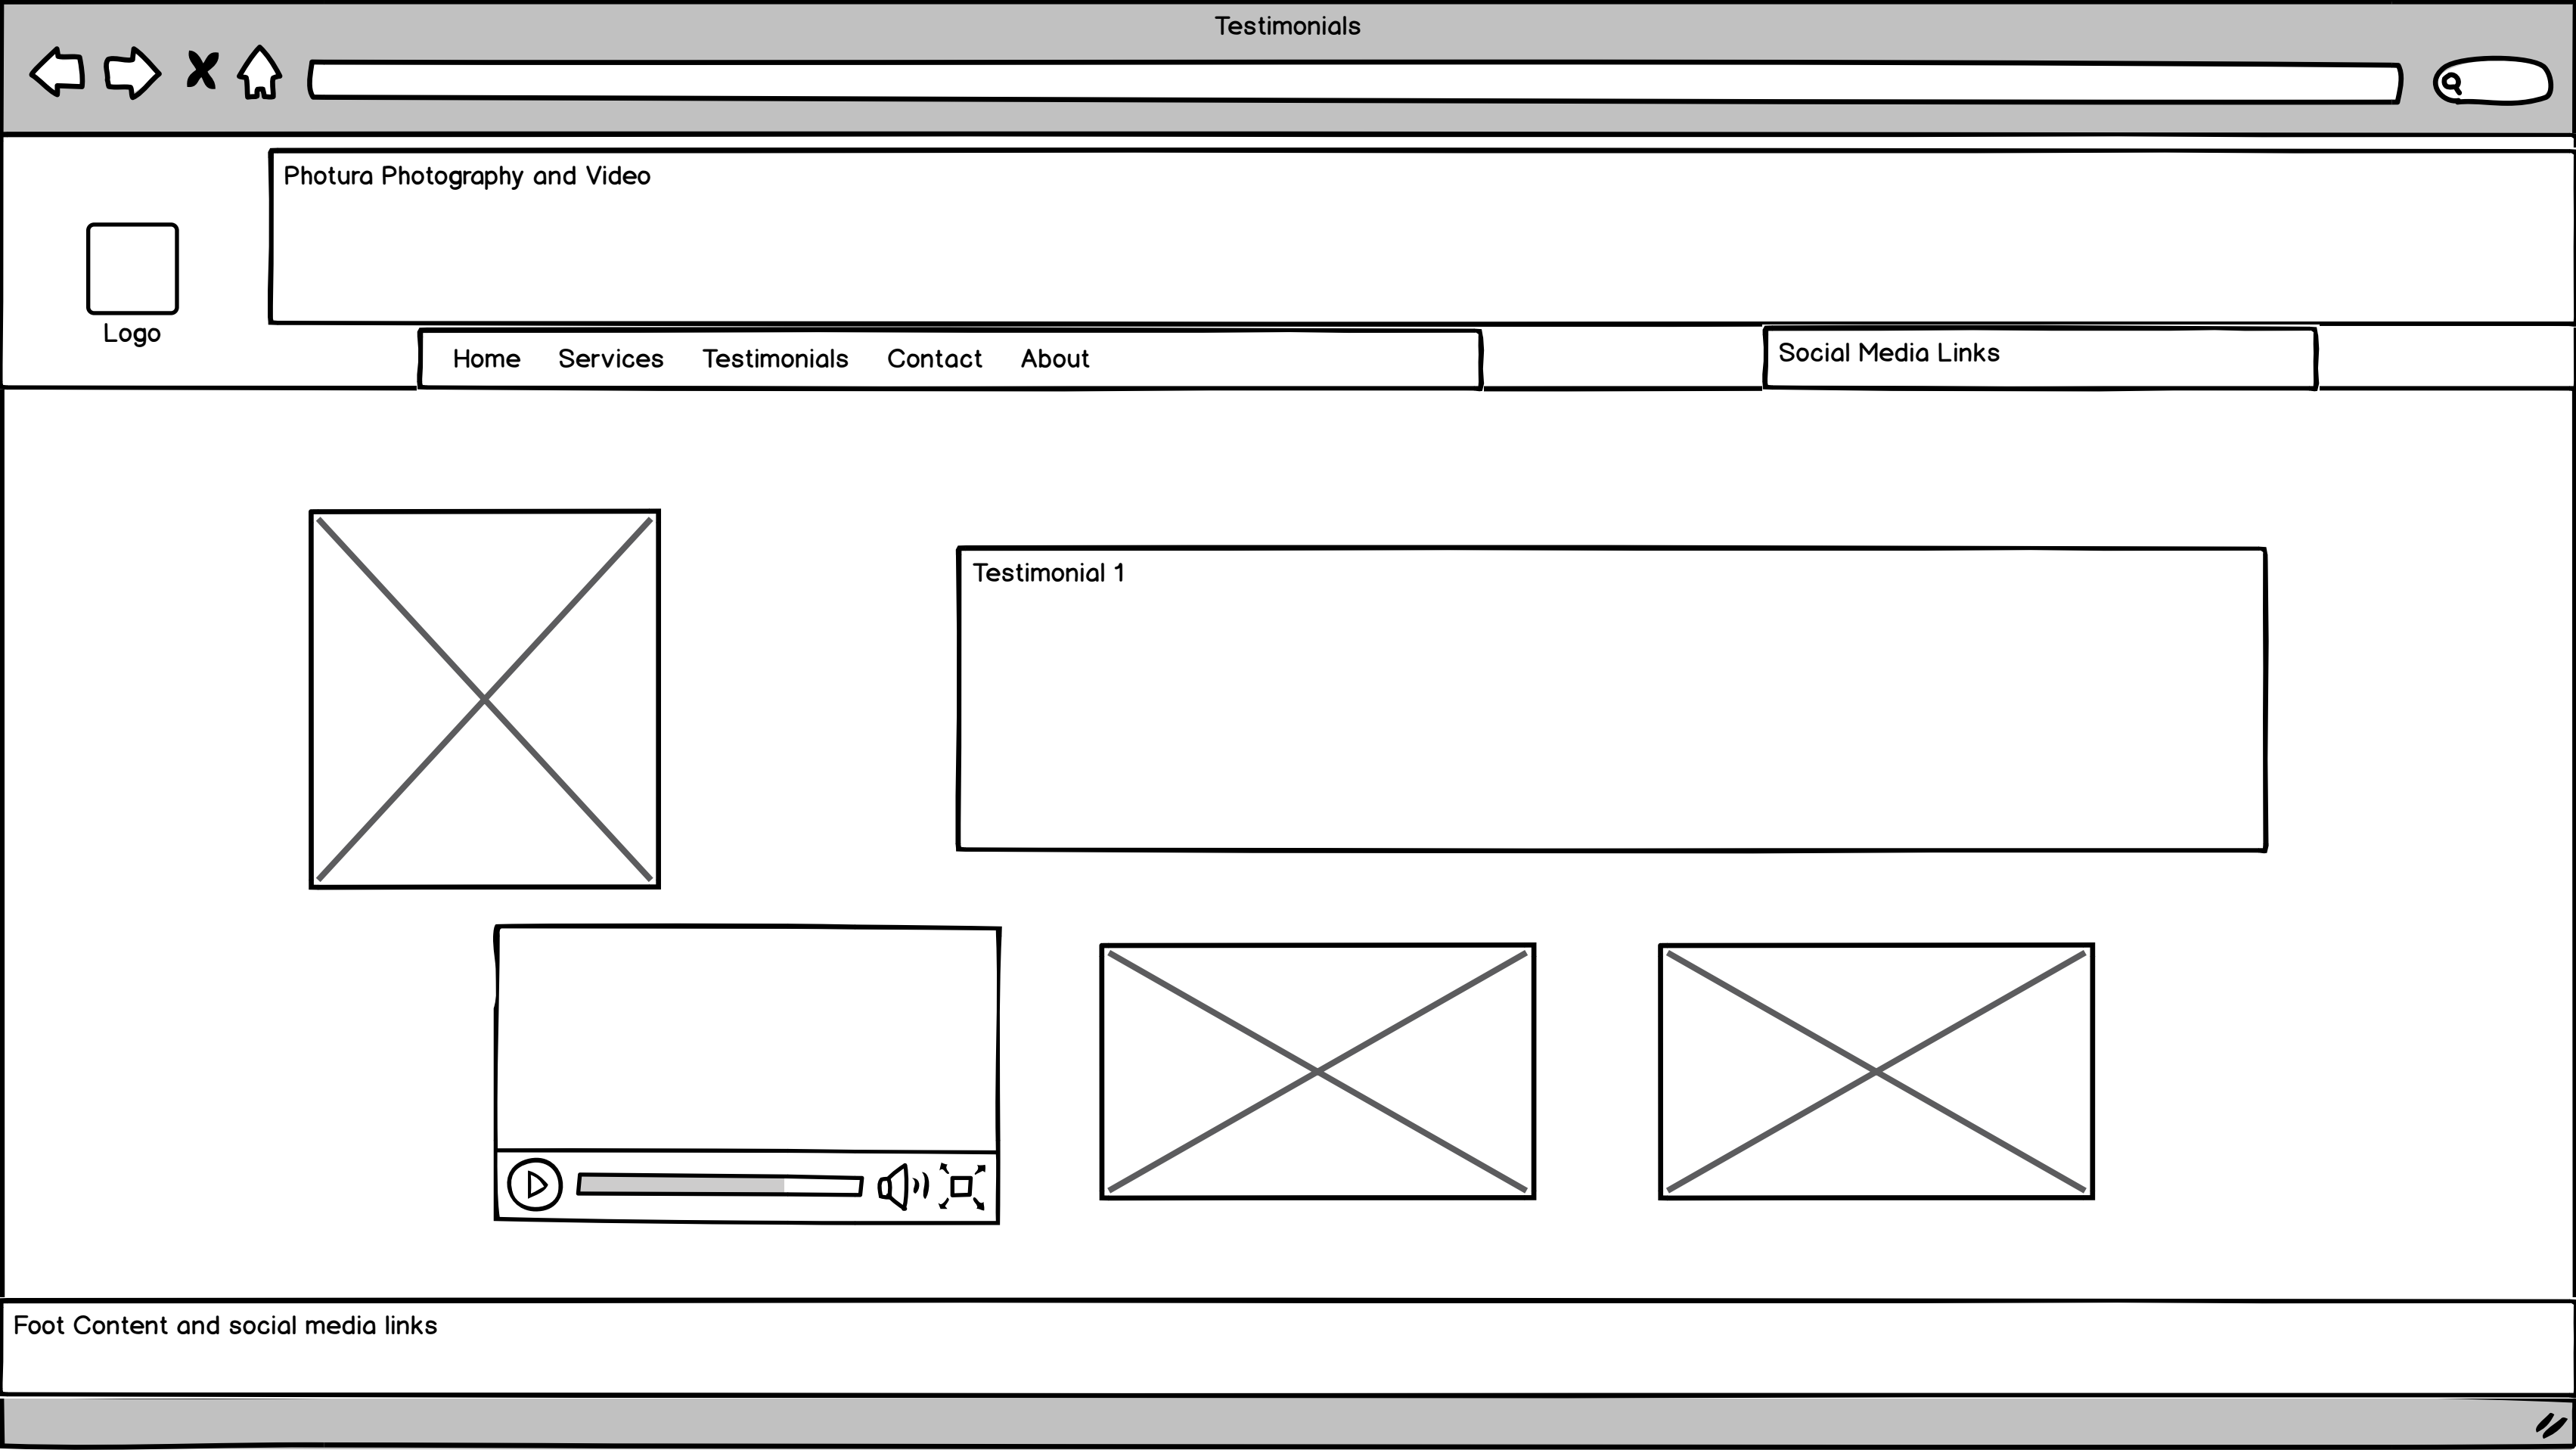 Testimonials
Photura Photography and Video
Logo
Home Services Testimonials Contact About
Social Media Links
Testimonial 1
Foot Content and social media links